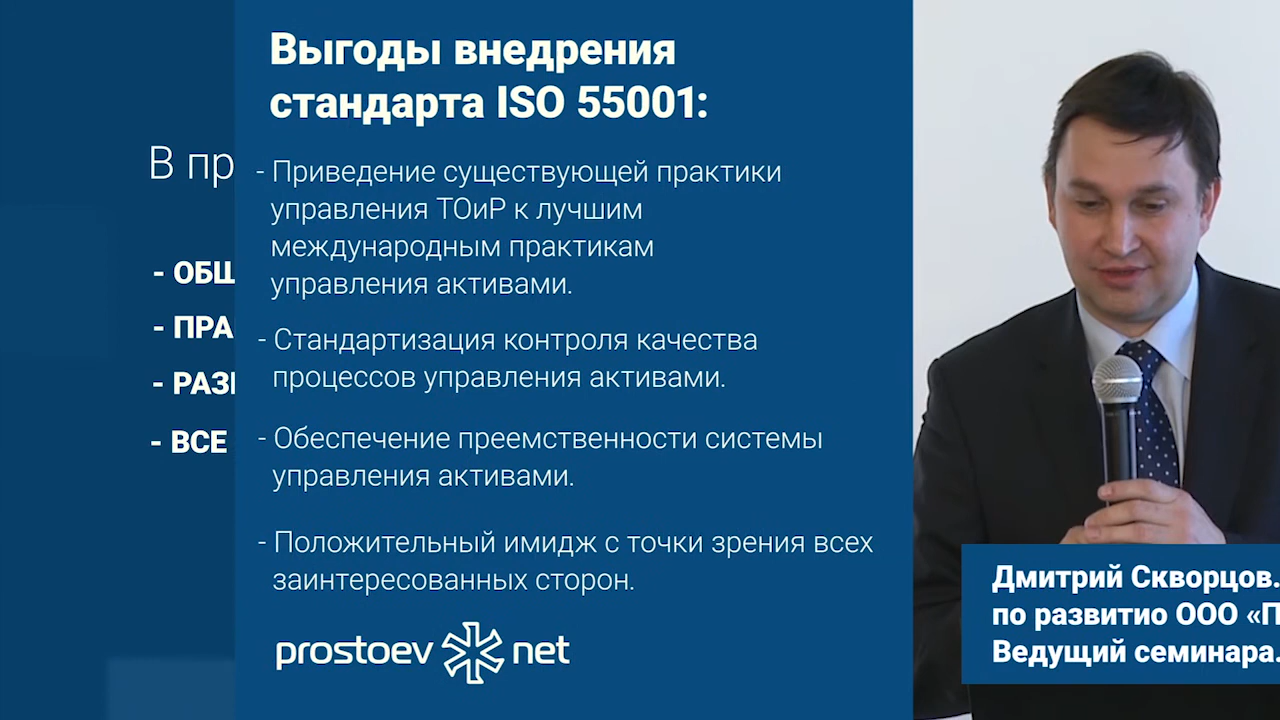 Выгоды внедрения
стандарта ISO 55001:
В пр
- Приведение существующей практики
управления ТОиР к лучшим
международным практикам
управления активами.
- ОБЩ
- ПРА
- РАЗ
- ВСЕ
- Стандартизация контроля качества
процессов управления активами.
- Обеспечение преемственности системы
управления активами.
- Положительный имидж с точки зрения всех
заинтересованных сторон.
prostoev net
Дмитрий Скворцов.
по развитио ООО «П
Ведущий семинара.